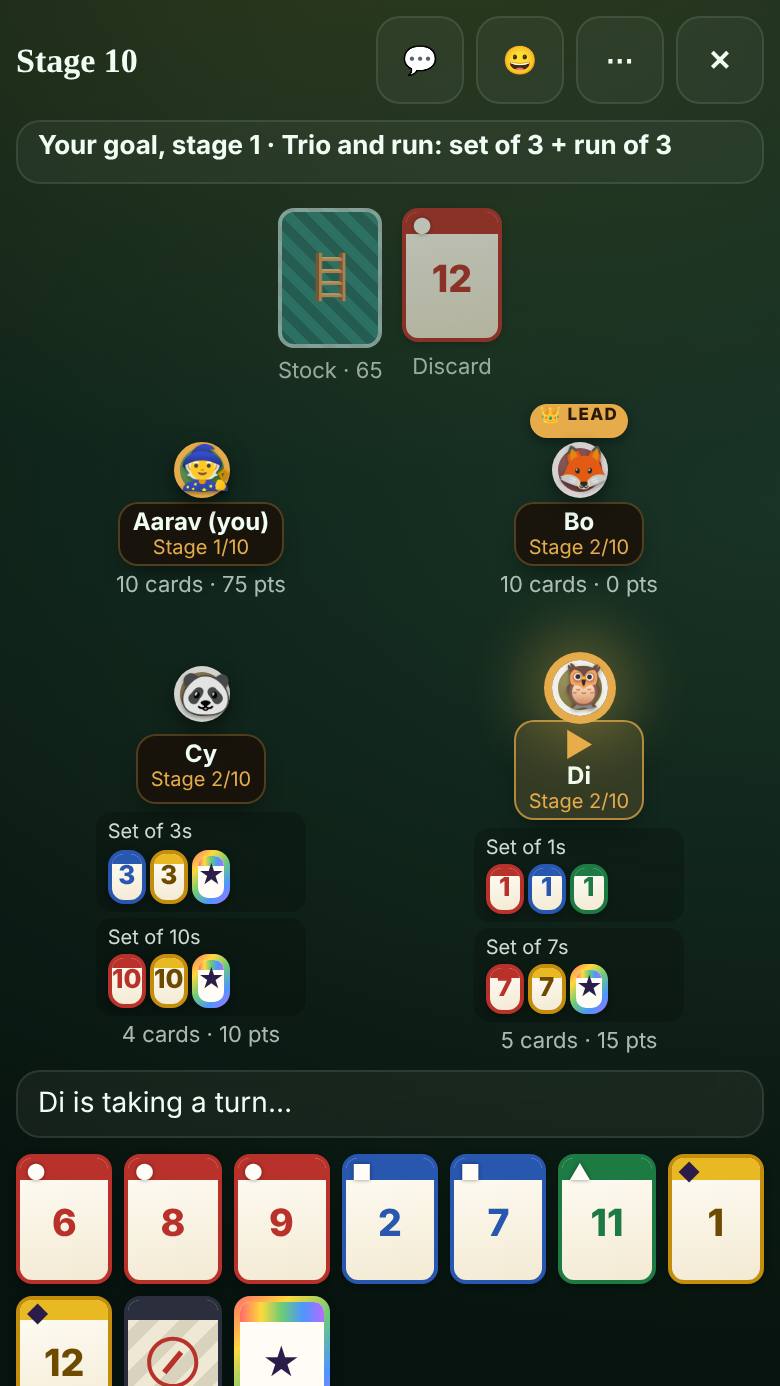 Stage 10
Your goal, stage 1 · Trio and run: set of 3 + run of 3
12
Stock · 65
Discard
LEAD
Aarav (you)
Stage 1/10
10 cards · 75 pts
Bo
Stage 2/10
10 cards · 0 pts
Cy
Stage 2/10
Set of 3s
3 3
Set of 10s
10 10
4 cards · 10 pts
Di
Stage 2/10
Set of 1s
1 1 1
Set of 7s
7 7
5 cards · 15 pts
Di is taking a turn...
6 8 9 2 7 11 1
12